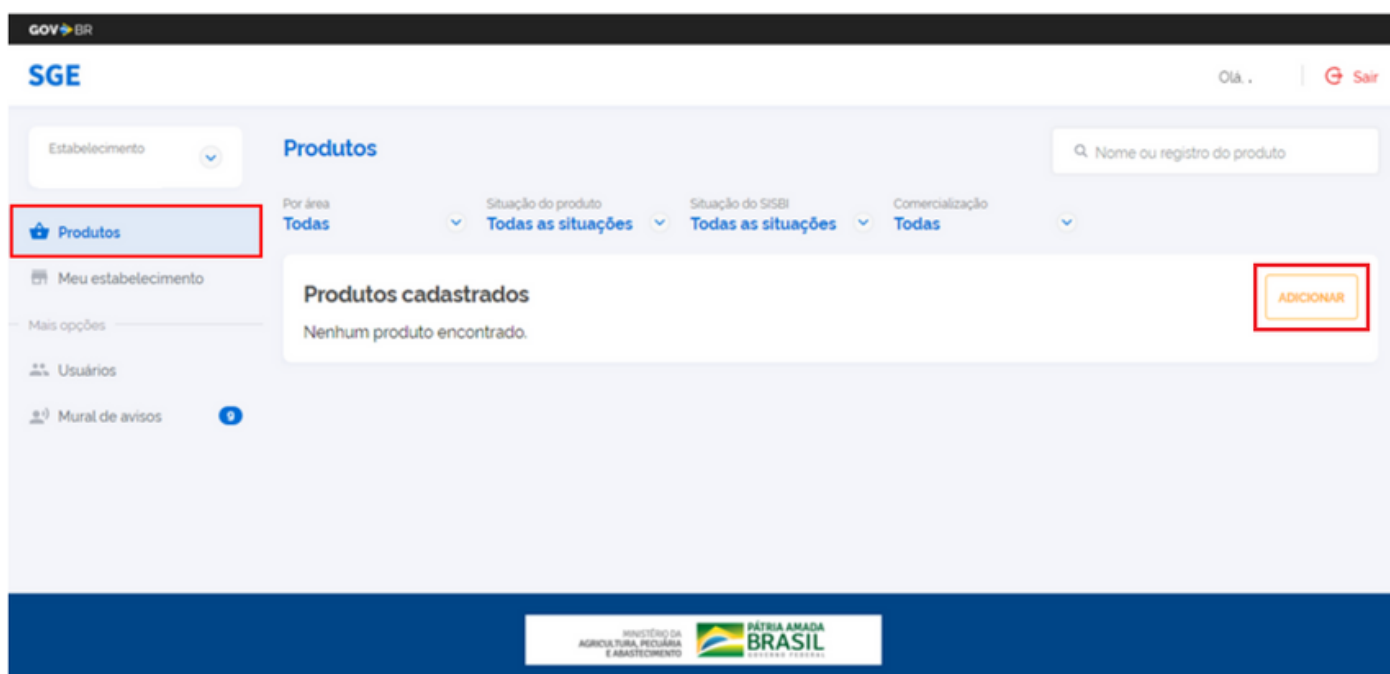 GOV BR
SGE
Olá, .
Sair
Estabelecimento
Produtos
Meu estabelecimento
Mais opções
Usuários
Mural de avisos 9
Produtos
Nome ou registro do produto
Por área
Todas
Situação do produto
Todas as situações
Situação do SISBI
Todas as situações
Comercialização
Todas
Produtos cadastrados
ADICIONAR
Nenhum produto encontrado.
MINISTÉRIO DA
AGRICULTURA, PECUÁRIA
E ABASTECIMENTO
PÁTRIA AMADA
BRASIL
GOVERNO FEDERAL